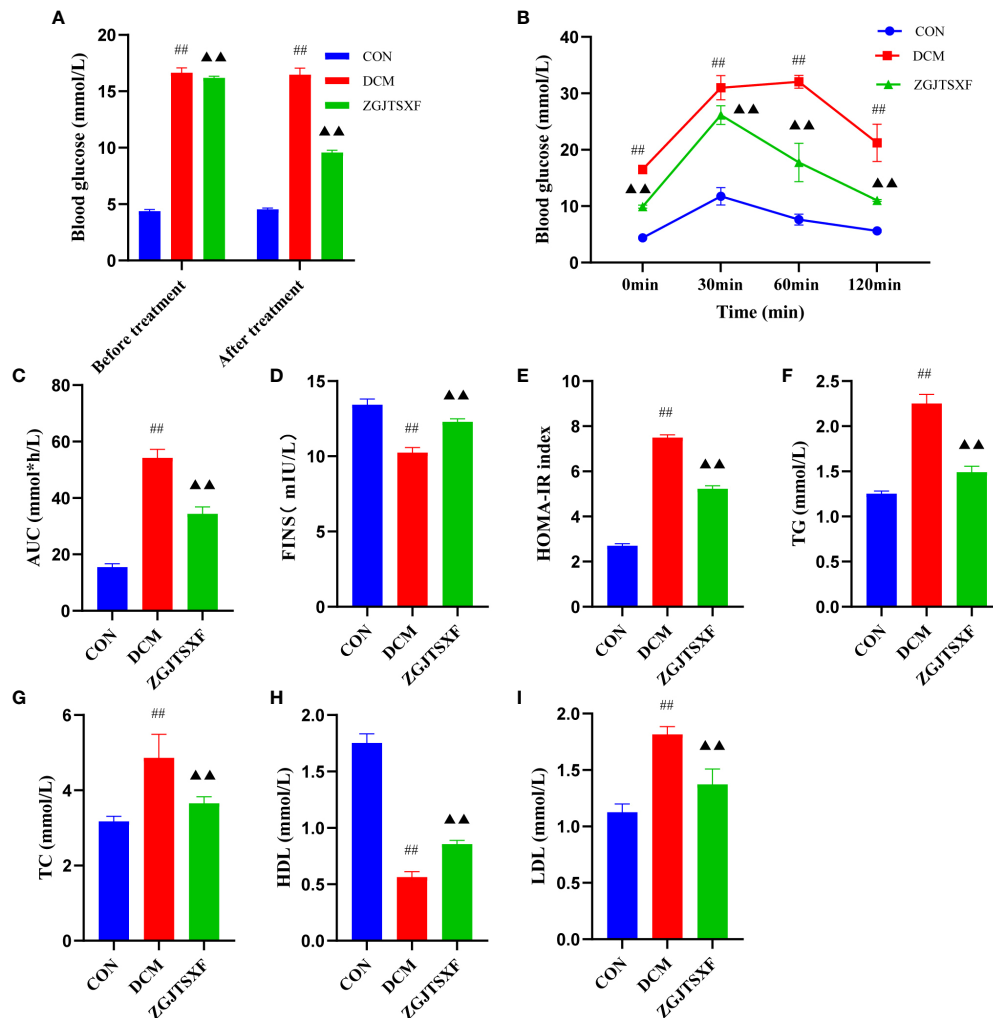 A
Blood glucose (mmol/L)
20
15
10
5
0
##
▲▲
##
▲▲
CON
DCM
ZGJTSXF
Before treatment
After treatment
B
Blood glucose (mmol/L)
40
30
20
10
0
##
##
##
##
▲▲
▲▲
▲▲
▲▲
CON
DCM
ZGJTSXF
0min
30min
60min
120min
Time (min)
C
AUC (nmol*h/L)
80
60
40
20
0
##
▲▲
CON
DCM
ZGJTSXF
D
FINS( mIU/L)
15
10
5
0
##
▲▲
CON
DCM
ZGJTSXF
E
HOMA-IR index
10
8
6
4
2
0
##
▲▲
CON
DCM
ZGJTSXF
F
TG (mmol/L)
2.5
2.0
1.5
1.0
0.5
0.0
##
▲▲
CON
DCM
ZGJTSXF
G
TC (mmol/L)
6
4
2
0
##
▲▲
CON
DCM
ZGJTSXF
H
HDL (mmol/L)
2.0
1.5
1.0
0.5
0.0
##
▲▲
CON
DCM
ZGJTSXF
I
LDL (mmol/L)
2.0
1.5
1.0
0.5
0.0
##
▲▲
CON
DCM
ZGJTSXF